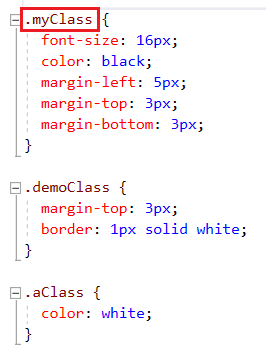 .myClass {
font-size: 16px;
color: black;
margin-left: 5px;
margin-top: 3px;
margin-bottom: 3px;
}
.demoClass {
margin-top: 3px;
border: 1px solid white;
}
.aClass {
color: white;
}